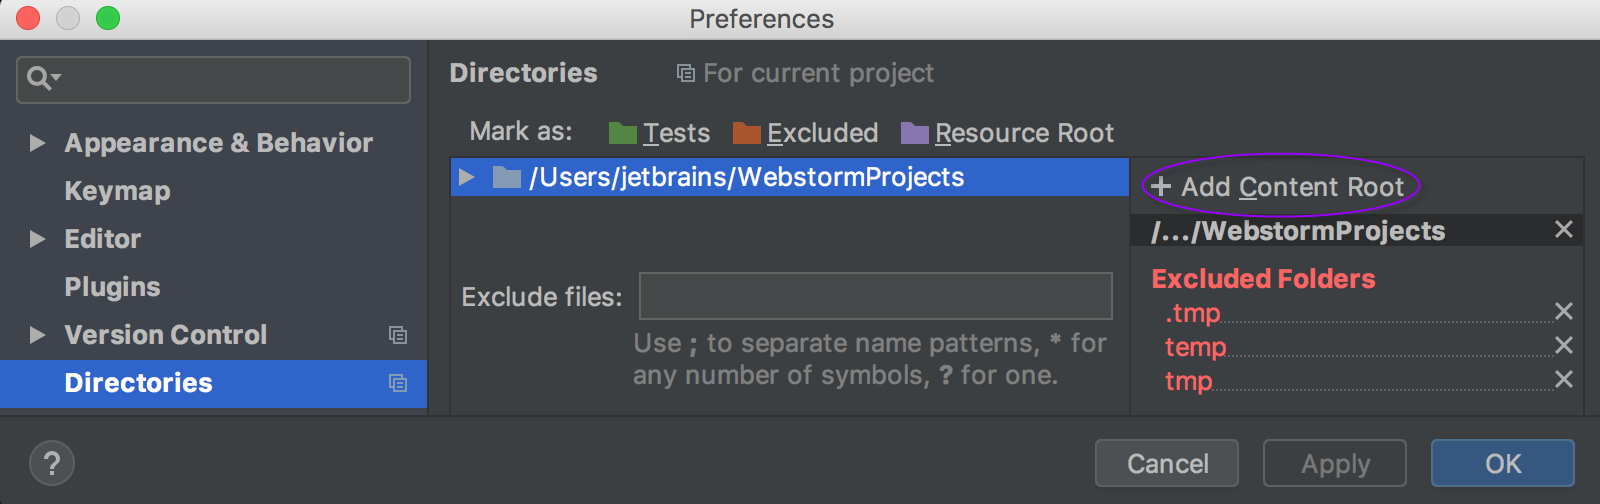 Preferences
Appearance & Behavior
Keymap
Editor
Plugins
Version Control
Directories
Directories For current project
Mark as: Tests Excluded Resource Root
/Users/jetbrains/WebstormProjects
Exclude files:
Use ; to separate name patterns, * for
any number of symbols, ? for one.
+ Add Content Root
/.../WebstormProjects
Excluded Folders
.tmp
temp
tmp
?
Cancel
Apply
OK